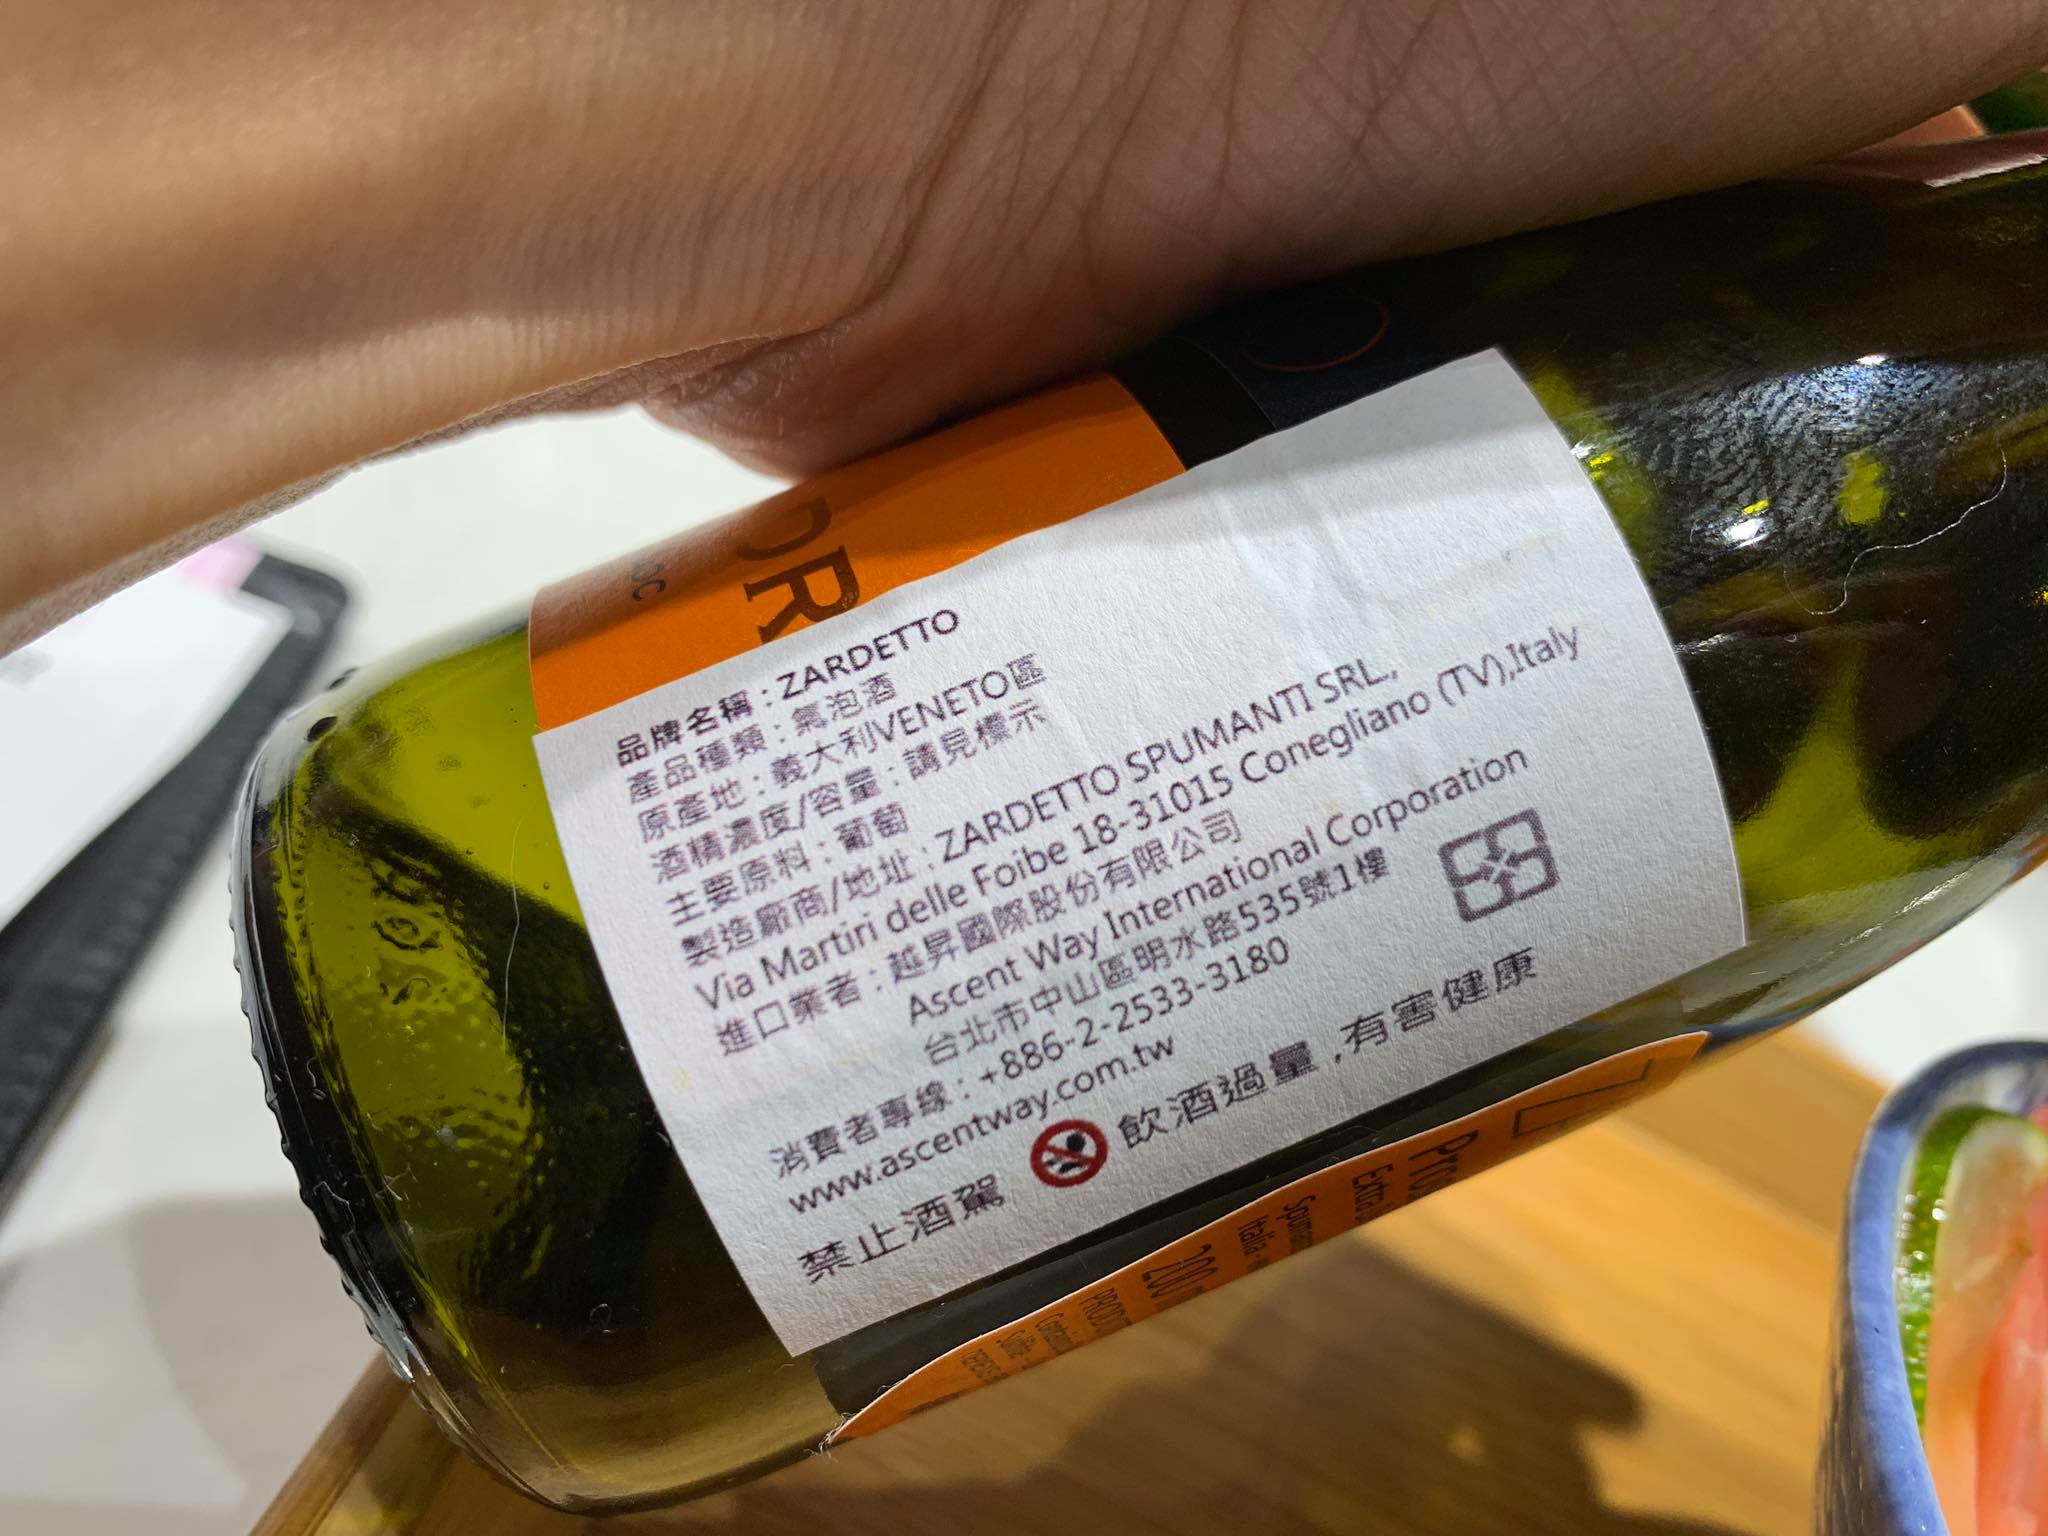 品牌名稱：ZARDETTO
產品種類：氣泡酒
原產地：義大利VENETO區
酒精濃度/容量：請見標示
主要原料：葡萄
製造廠商/地址：ZARDETTO SPUMANTI SRL,
Via Martiri delle Foibe 18-31015 Conegliano (TV),Italy
進口業者：越昇國際股份有限公司
Ascent Way International Corporation
台北市中山區明水路535號1樓
消費者專線：+886-2-2533-3180
www.ascentway.com.tw
禁止酒駕 飲酒過量,有害健康
Extra
Italia
200